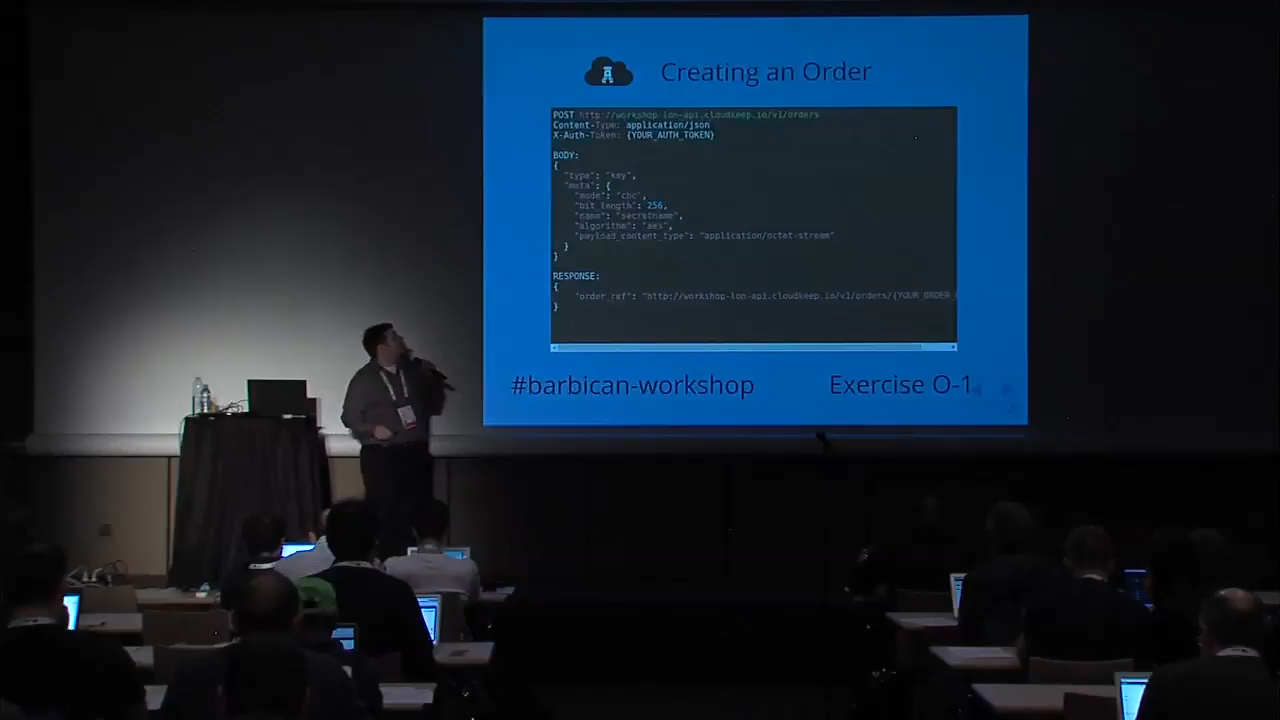 Creating an Order
POST http://workshop-lon-api.cloudkeep.io/v1/orders
Content-Type: application/json
X-Auth-Token: {YOUR_AUTH_TOKEN}
BODY:
{
"type": "key",
"meta": {
"mode": "cbc",
"bit_length": 256,
"name": "secretname",
"algorithm": "aes",
"payload_content_type": "application/octet-stream"
}
}
RESPONSE:
{
"order_ref": "http://workshop-lon-api.cloudkeep.io/v1/orders/{YOUR_ORDER_
}
#barbican-workshop
Exercise O-1